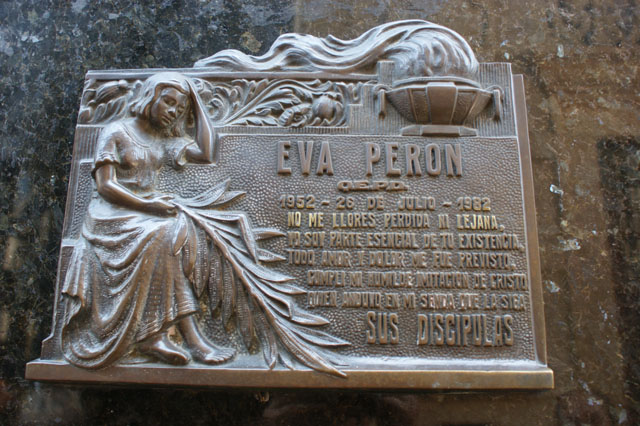 EVA PERON
Q.E.P.D.
1952 - 26 DE JULIO - 1982
NO ME LLORES PERDIDA NI LEJANA,
YO SOY PARTE ESENCIAL DE TU EXISTENCIA,
TODO AMOR Y DOLOR ME FUE PREVISTO,
CUMPLI MI HUMILDE IMITACION DE CRISTO
QUIEN ANDUVO EN MI SENDA QUE LA SIGA
SUS DISCIPULAS